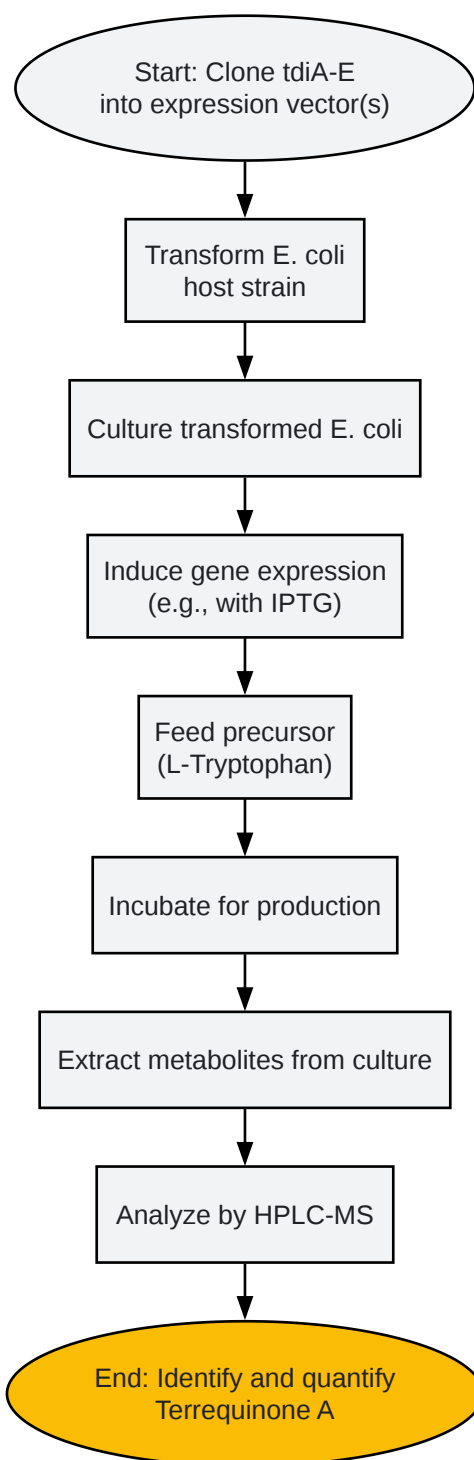 Start: Clone tdiA-E
into expression vector(s)
Transform E. coli
host strain
Culture transformed E. coli
Induce gene expression
(e.g., with IPTG)
Feed precursor
(L-Tryptophan)
Incubate for production
Extract metabolites from culture
Analyze by HPLC-MS
End: Identify and quantify
Terrequinone A